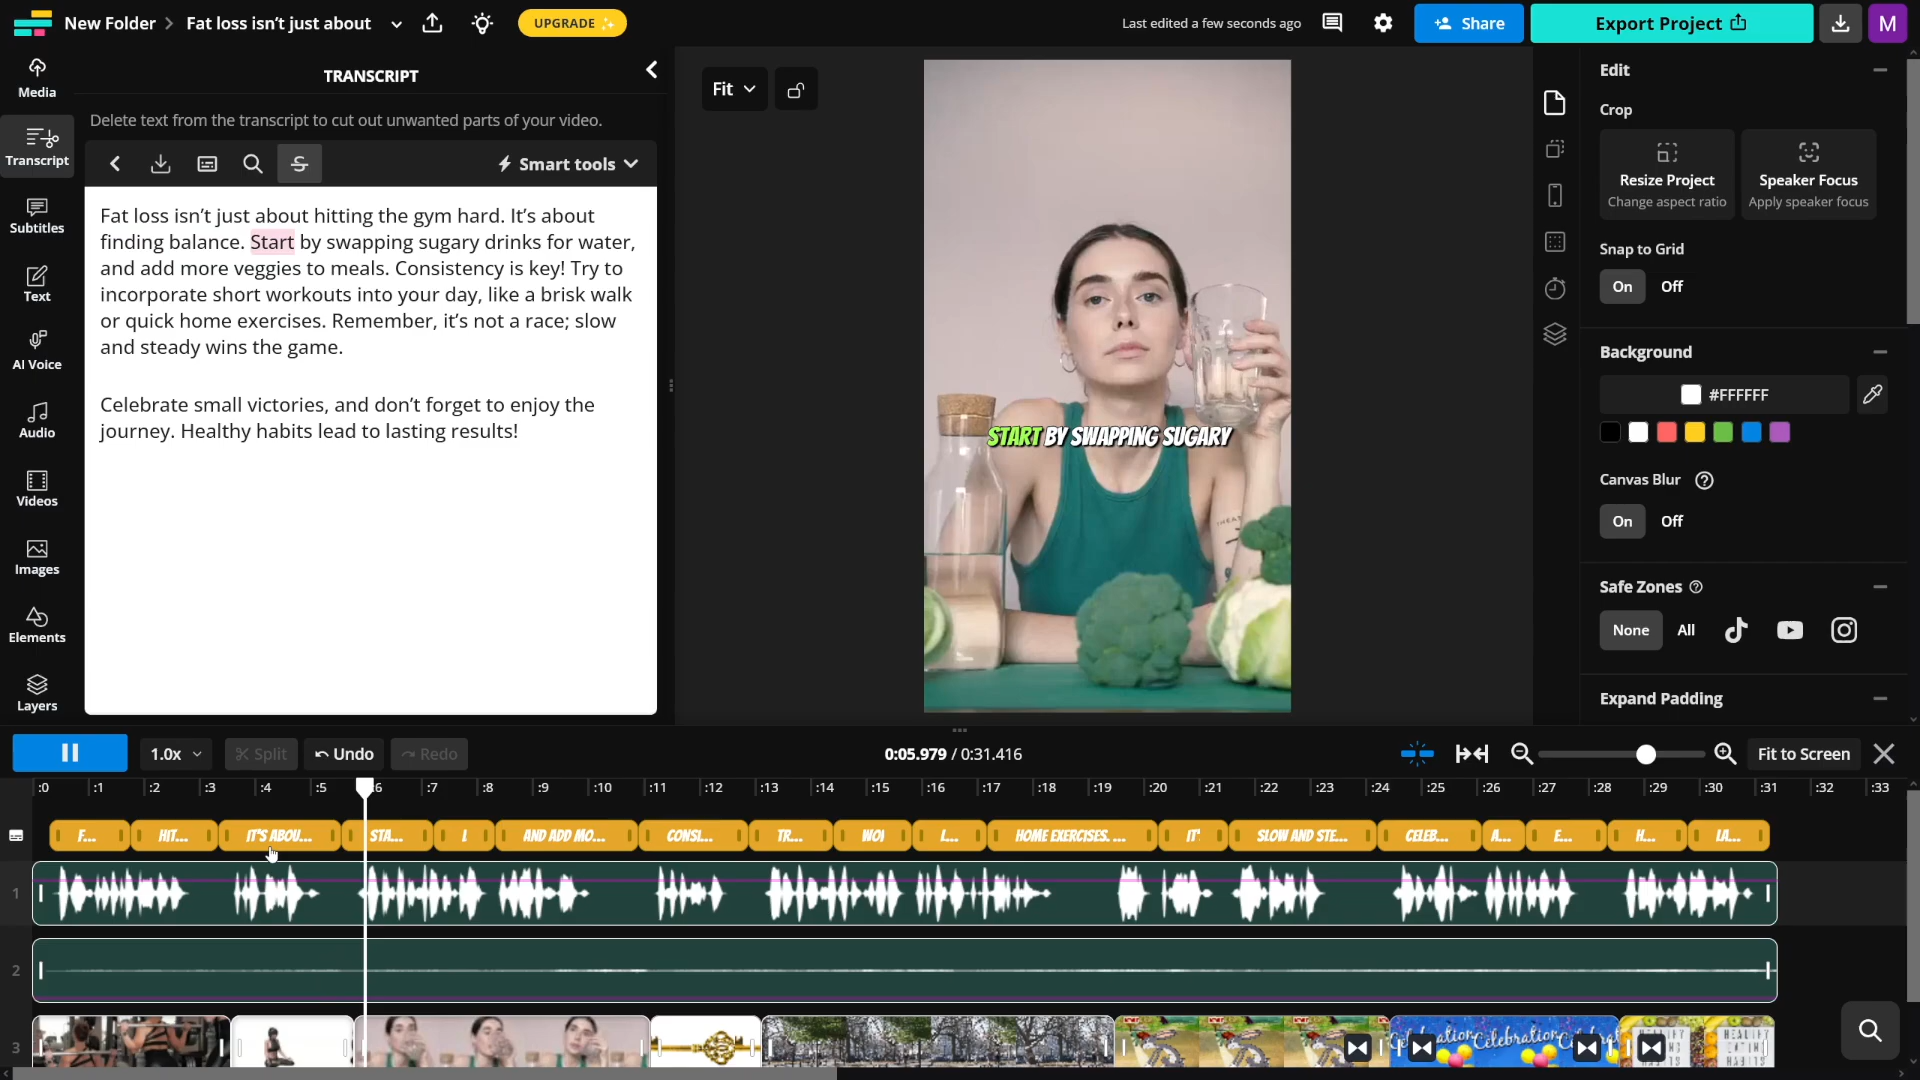 New Folder > Fat loss isn't just about
UPGRADE
Last edited a few seconds ago
Share
Export Project
M
Media
Transcript
Subtitles
Text
AI Voice
Audio
Videos
Images
Elements
Layers
TRANSCRIPT
Delete text from the transcript to cut out unwanted parts of your video.
Smart tools
Fat loss isn't just about hitting the gym hard. It's about
finding balance. Start by swapping sugary drinks for water,
and add more veggies to meals. Consistency is key! Try to
incorporate short workouts into your day, like a brisk walk
or quick home exercises. Remember, it's not a race; slow
and steady wins the game.
Celebrate small victories, and don't forget to enjoy the
journey. Healthy habits lead to lasting results!
Fit
START BY SWAPPING SUGARY
Edit
Crop
Resize Project
Change aspect ratio
Speaker Focus
Apply speaker focus
Snap to Grid
On Off
Background
#FFFFFF
Canvas Blur
On Off
Safe Zones
None All
Expand Padding
1.0x Split Undo Redo
0:05.979 / 0:31.416
Fit to Screen
:0 :1 :2 :3 :4 :5 :6 :7 :8 :9 :10 :11 :12 :13 :14 :15 :16 :17 :18 :19 :20 :21 :22 :23 :24 :25 :26 :27 :28 :29 :30 :31 :32 :33
F... HIT... IT'S ABOU... STA... AND ADD MO... CONSI... TR... WOI L... HOME EXERCISES. ... IT' SLOW AND STE... CELEB... A... E... H... LA...
1
2
3
Celebration Celebration